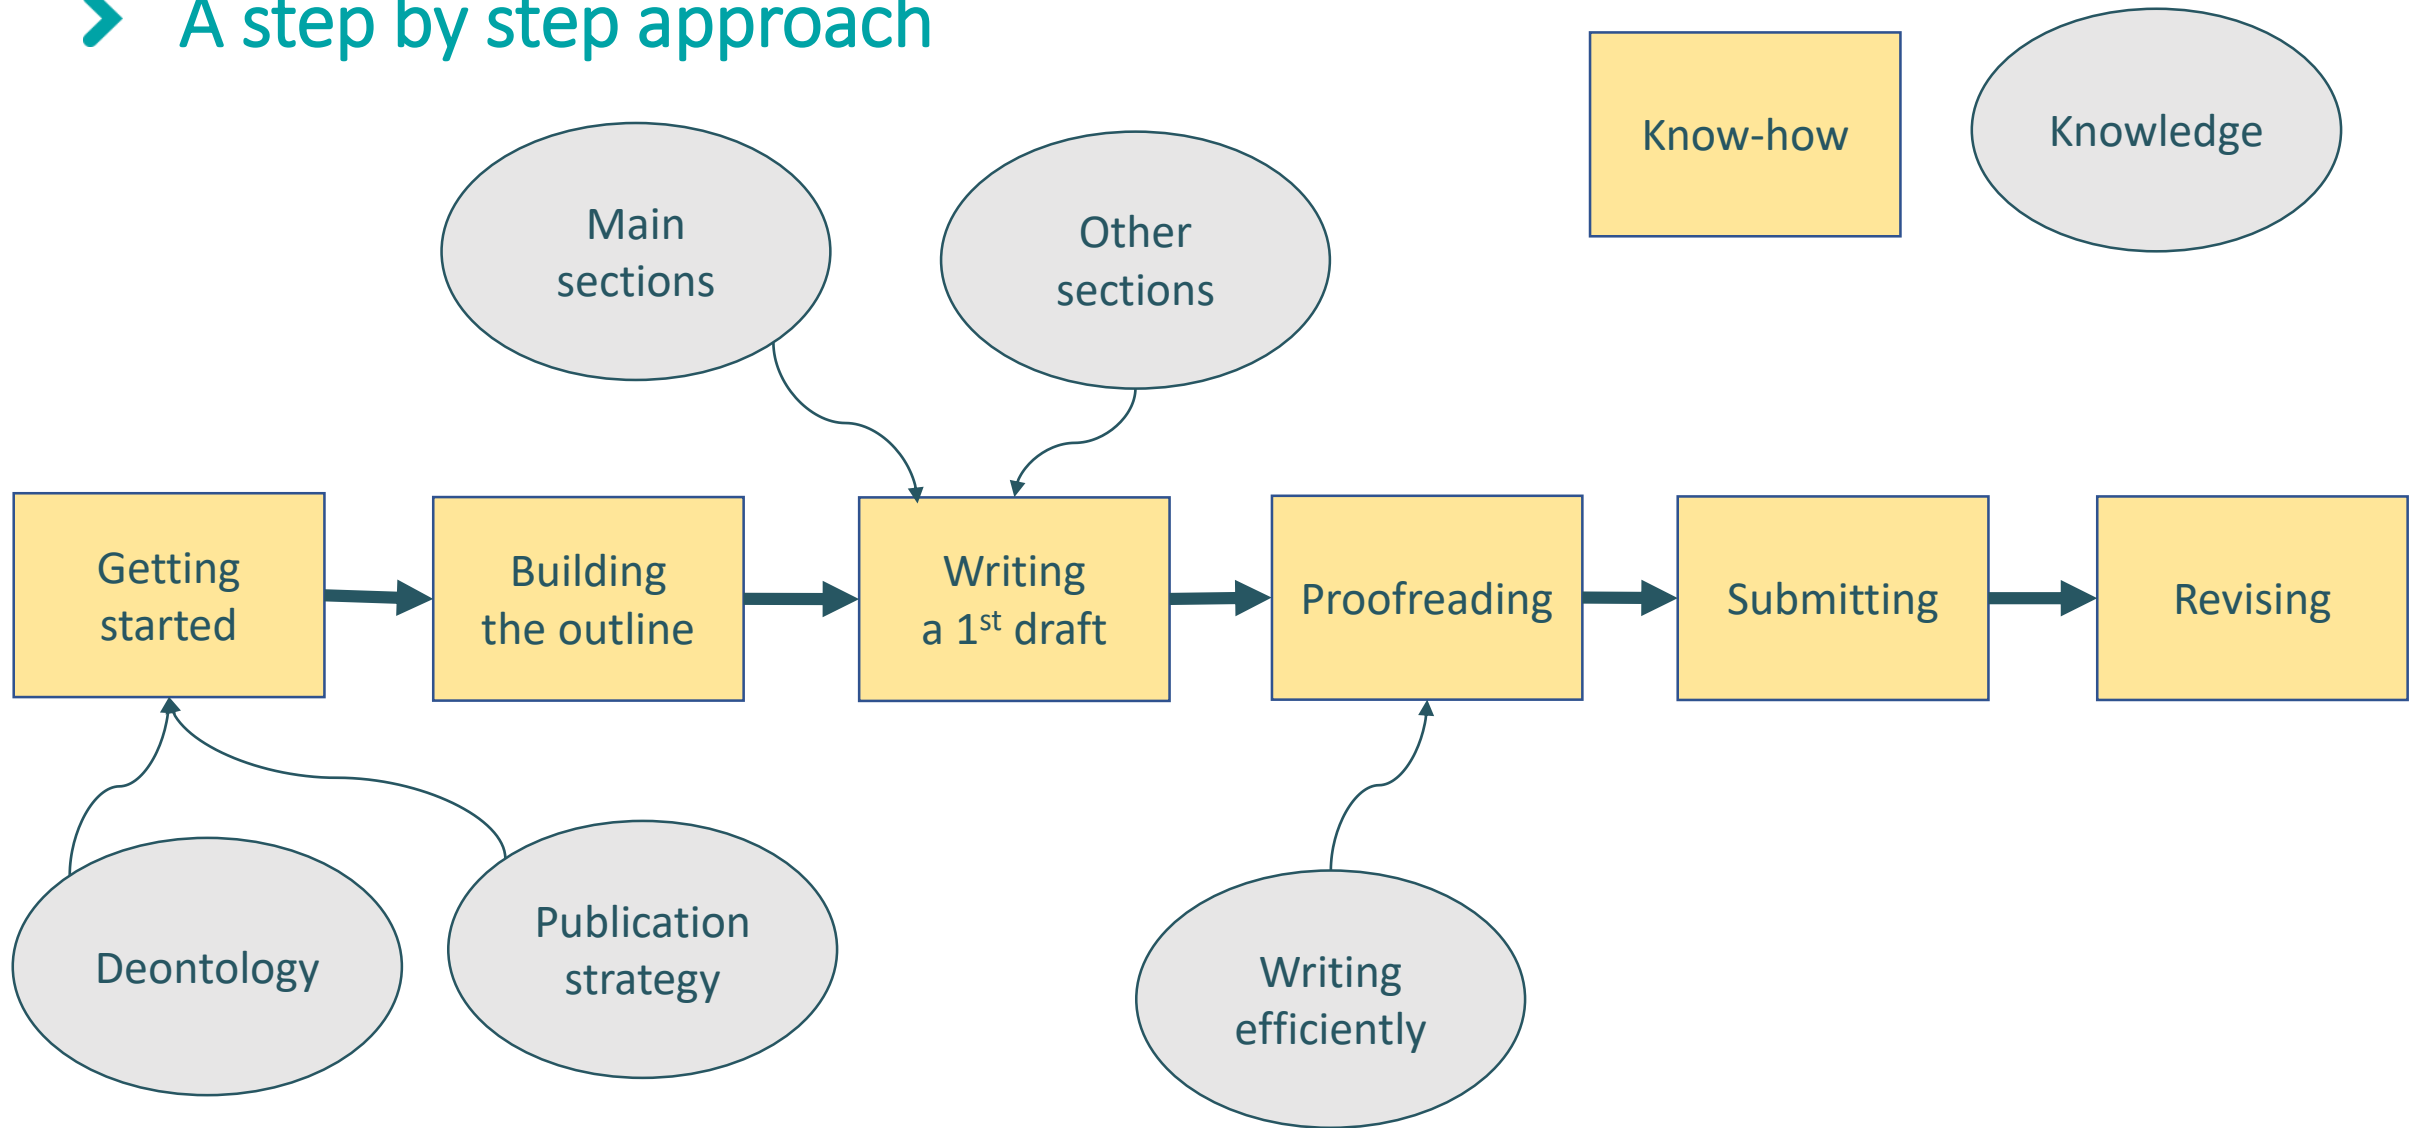 A step by step approach
Know-how
Knowledge
Main
sections
Other
sections
Getting
started
Building
the outline
Writing
a 1st draft
Proofreading
Submitting
Revising
Deontology
Publication
strategy
Writing
efficiently